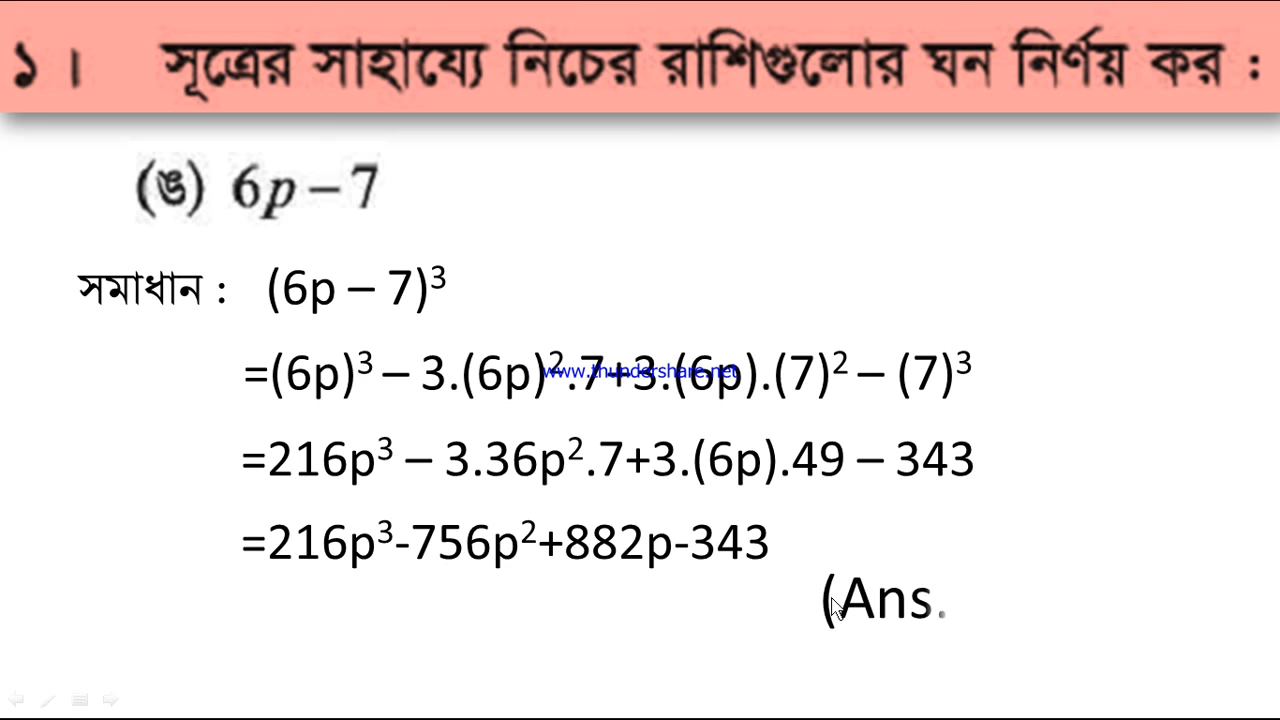 ১ । সূত্রের সাহায্যে নিচের রাশিগুলোর ঘন নির্ণয় কর :
(ঙ) 6p – 7
সমাধান : (6p – 7)³
=(6p)³ – 3.(6p)².7+3.(6p).(7)² – (7)³
www.thundershare.net
=216p³ – 3.36p².7+3.(6p).49 – 343
=216p³-756p²+882p-343
(Ans.